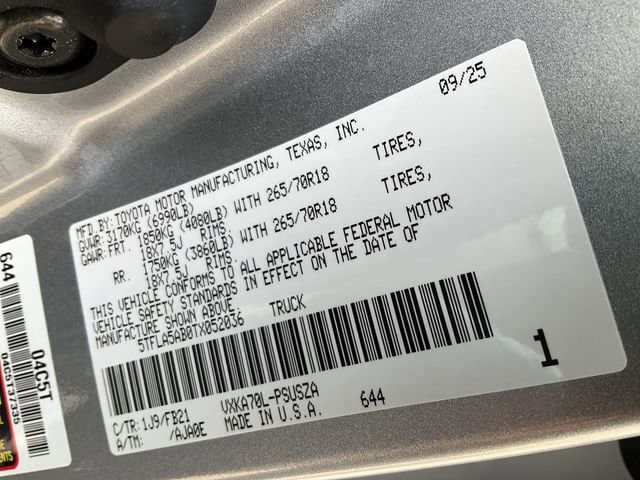 09/25
MFD.BY:TOYOTA MOTOR MANUFACTURING, TEXAS, INC.
GVWR:3170KG (6990LB)
GAWR:FRT. 1850KG (4080LB) WITH 265/70R18 TIRES,
18X7.5J RIMS
RR. 1750KG (3860LB) WITH 265/70R18 TIRES,
18X7.5J RIMS
THIS VEHICLE CONFORMS TO ALL APPLICABLE FEDERAL MOTOR
VEHICLE SAFETY STANDARDS IN EFFECT ON THE DATE OF
MANUFACTURE SHOWN ABOVE.
5TFLA5AB0TX052036 TRUCK
C/TR:1J9/FB21 VXKA70L-PSUSZA 644
A/TM: /AJA0E MADE IN U.S.A.
1
644
04C5T